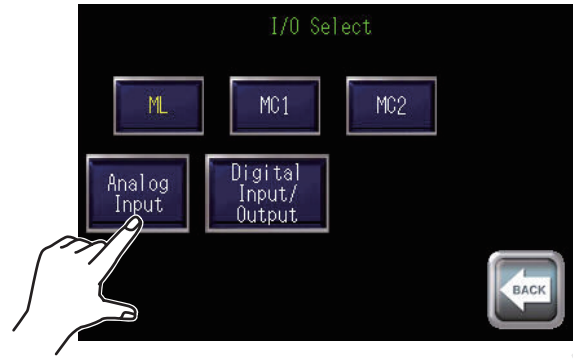 I/O Select
ML
MC1
MC2
Analog
Input
Digital
Input/
Output
BACK